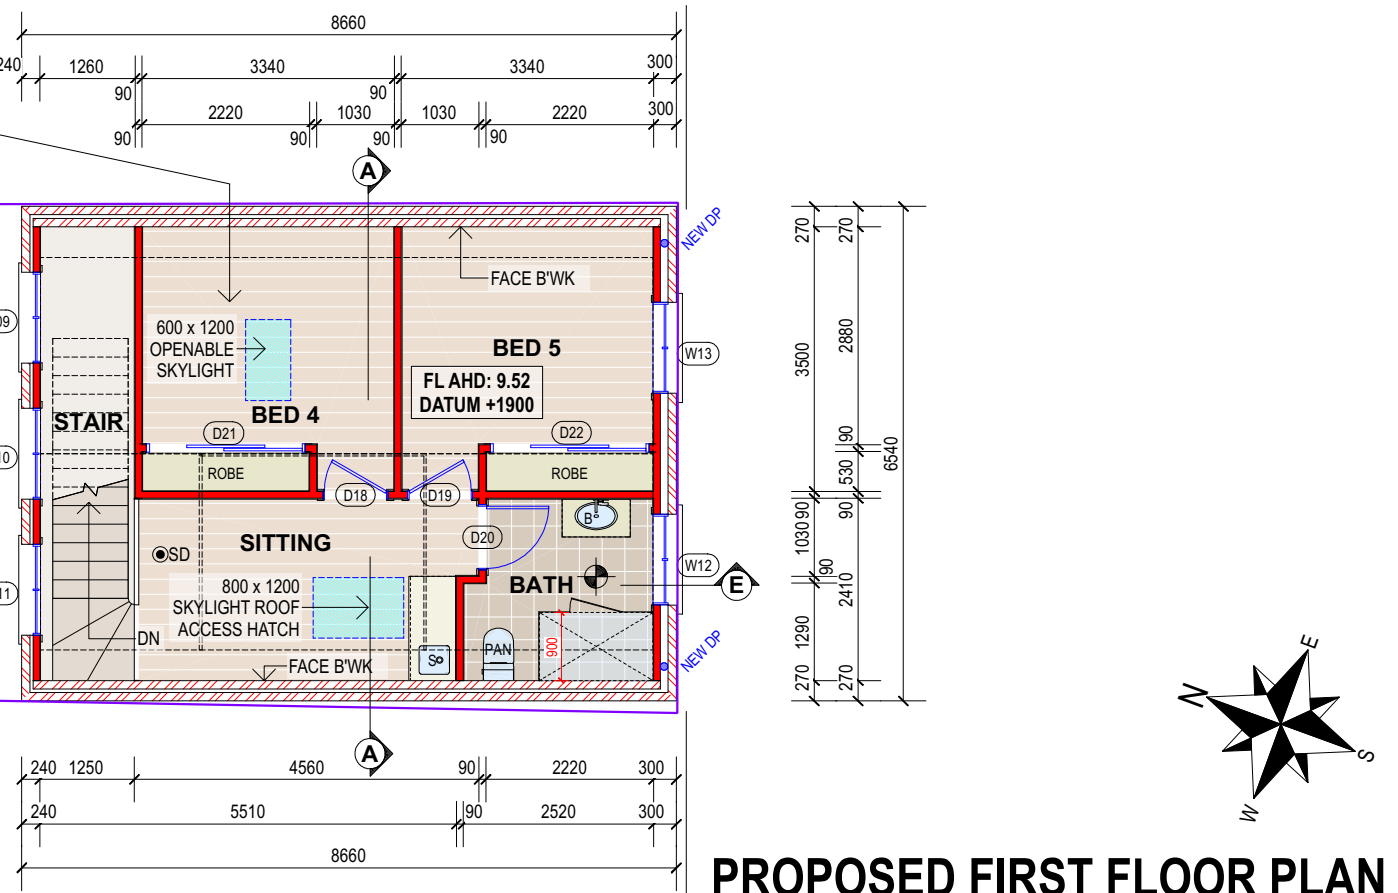 8660
240 1260 3340 3340 300
90 90
2220 1030 1030 2220 300
90 90 90 90
A
NEW DP
FACE B'WK
270 270
600 x 1200
OPENABLE
SKYLIGHT
BED 5
W13
3500 2880
FL AHD: 9.52
DATUM +1900
BED 4
STAIR
D21
D22
90
6540
ROBE
ROBE
530
D18
D19
90
90
B
SITTING
D20
1030
SD
BATH
W12
90
E
2410
800 x 1200
SKYLIGHT ROOF
ACCESS HATCH
11
DN
1290
PAN
900
NEW DP
S
FACE B'WK
270 270
N
E
S
W
A
240 1250 4560 90 2220 300
240 5510 90 2520 300
8660
PROPOSED FIRST FLOOR PLAN